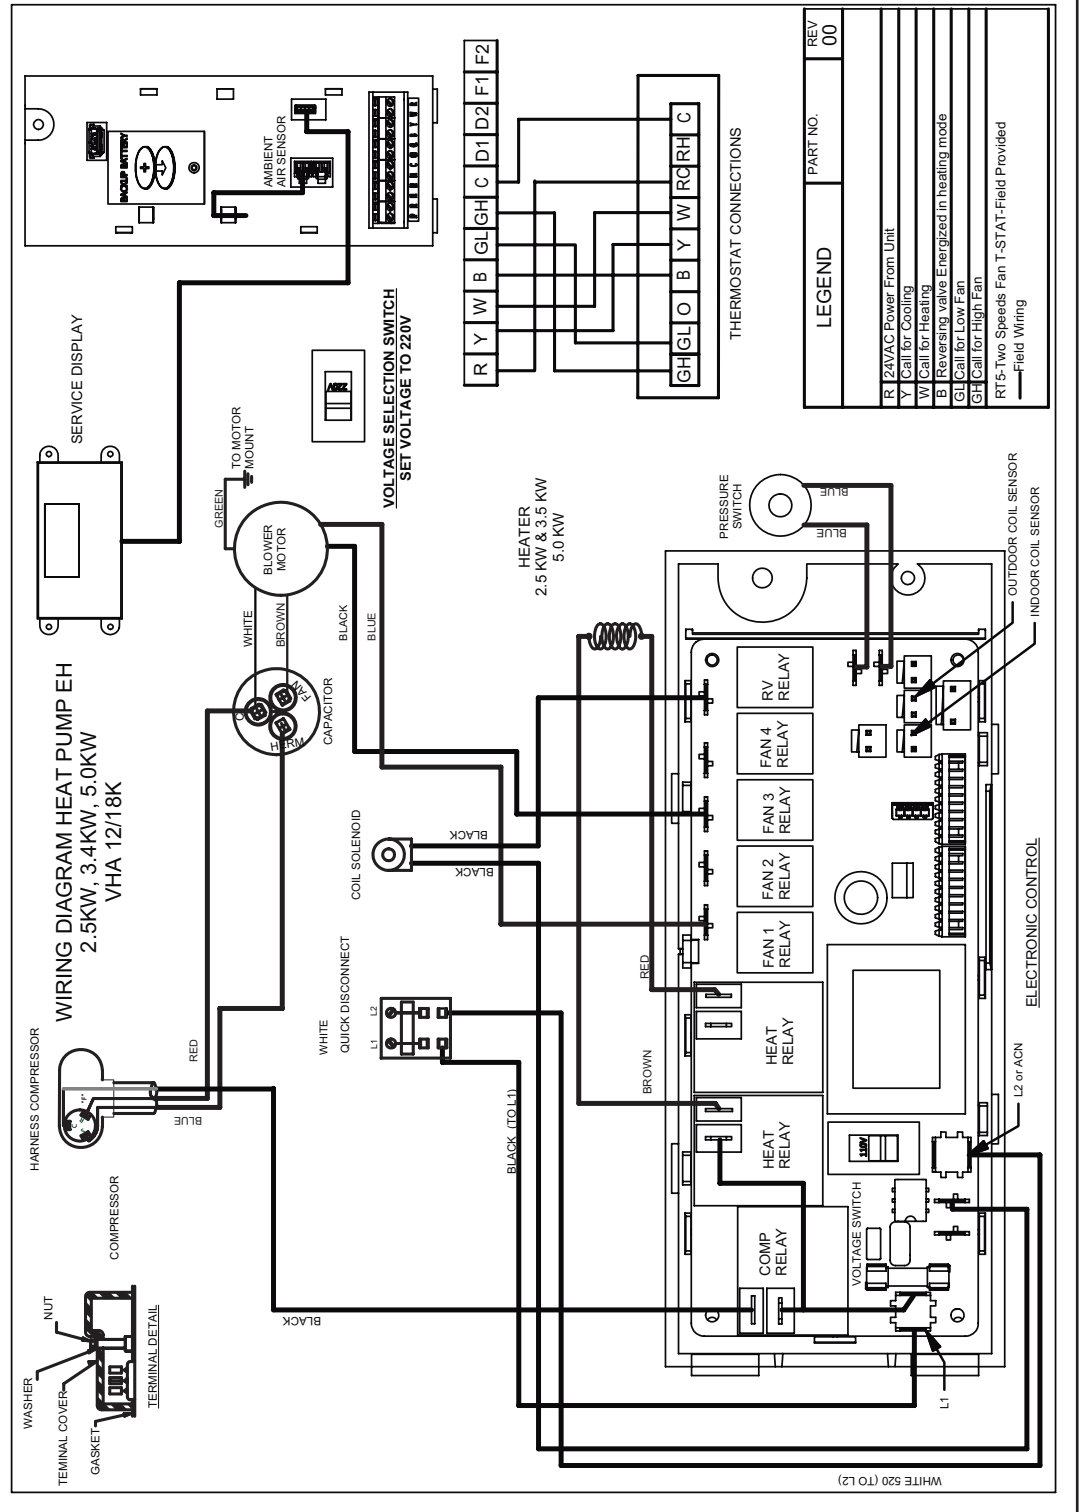 WIRING DIAGRAM HEAT PUMP EH
2.5KW, 3.4KW, 5.0KW
VHA 12/18K
SERVICE DISPLAY
BACKUP BATTERY
AMBIENT
AIR SENSOR
HARNESS COMPRESSOR
C
"F"
COMPRESSOR
RED
BLUE
WHITE
BROWN
GREEN
TO MOTOR
MOUNT
BLOWER
MOTOR
C
FAN
HERM
CAPACITOR
BLACK
BLUE
220V
VOLTAGE SELECTION SWITCH
SET VOLTAGE TO 220V
WASHER
NUT
TEMINAL COVER
GASKET
TERMINAL DETAIL
WHITE
QUICK DISCONNECT
L1
L2
COIL SOLENOID
BLACK
BLACK
R
Y
W
B
GL
GH
C
D1
D2
F1
F2
GH
GL
O
B
Y
W
RC
RH
C
THERMOSTAT CONNECTIONS
HEATER
2.5 KW & 3.5 KW
5.0 KW
BLACK (TO L1)
BLACK
BROWN
RED
PRESSURE
SWITCH
BLUE
BLUE
COMP
RELAY
HEAT
RELAY
HEAT
RELAY
FAN 1
RELAY
FAN 2
RELAY
FAN 3
RELAY
FAN 4
RELAY
RV
RELAY
VOLTAGE SWITCH
110V
L1
L2 or ACN
ELECTRONIC CONTROL
OUTDOOR COIL SENSOR
INDOOR COIL SENSOR
WHITE 520 (TO L2)
LEGEND
PART NO.
REV
00
R 24VAC Power From Unit
Y Call for Cooling
W Call for Heating
B Reversing valve Energized in heating mode
GL Call for Low Fan
GH Call for High Fan
RT5-Two Speeds Fan T-STAT-Field Provided
Field Wiring